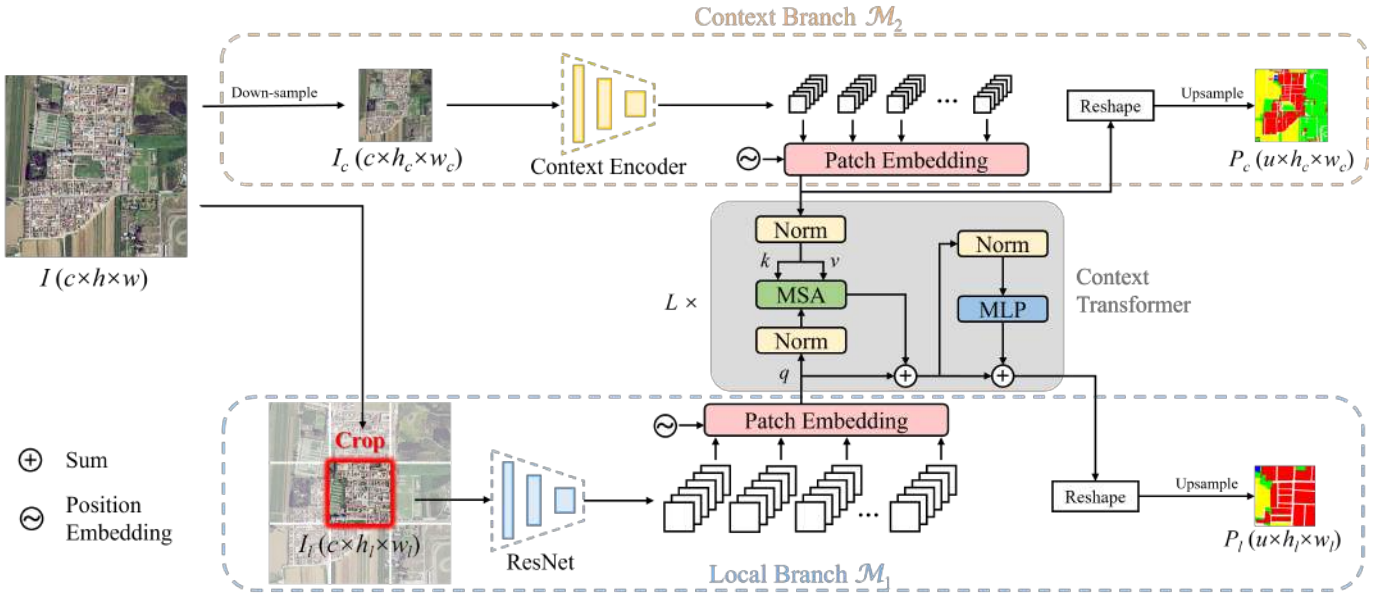 Context Branch ℳ₂
Down-sample
I (c×h×w)
I_c (c×h_c×w_c)
Context Encoder
...
Patch Embedding
Reshape
Upsample
P_c (u×h_c×w_c)
Norm
k
v
MSA
Norm
q
L ×
Norm
MLP
Context
Transformer
Crop
I_l (c×h_l×w_l)
ResNet
Patch Embedding
...
Reshape
Upsample
P_l (u×h_l×w_l)
Sum
Position
Embedding
Local Branch ℳ₁